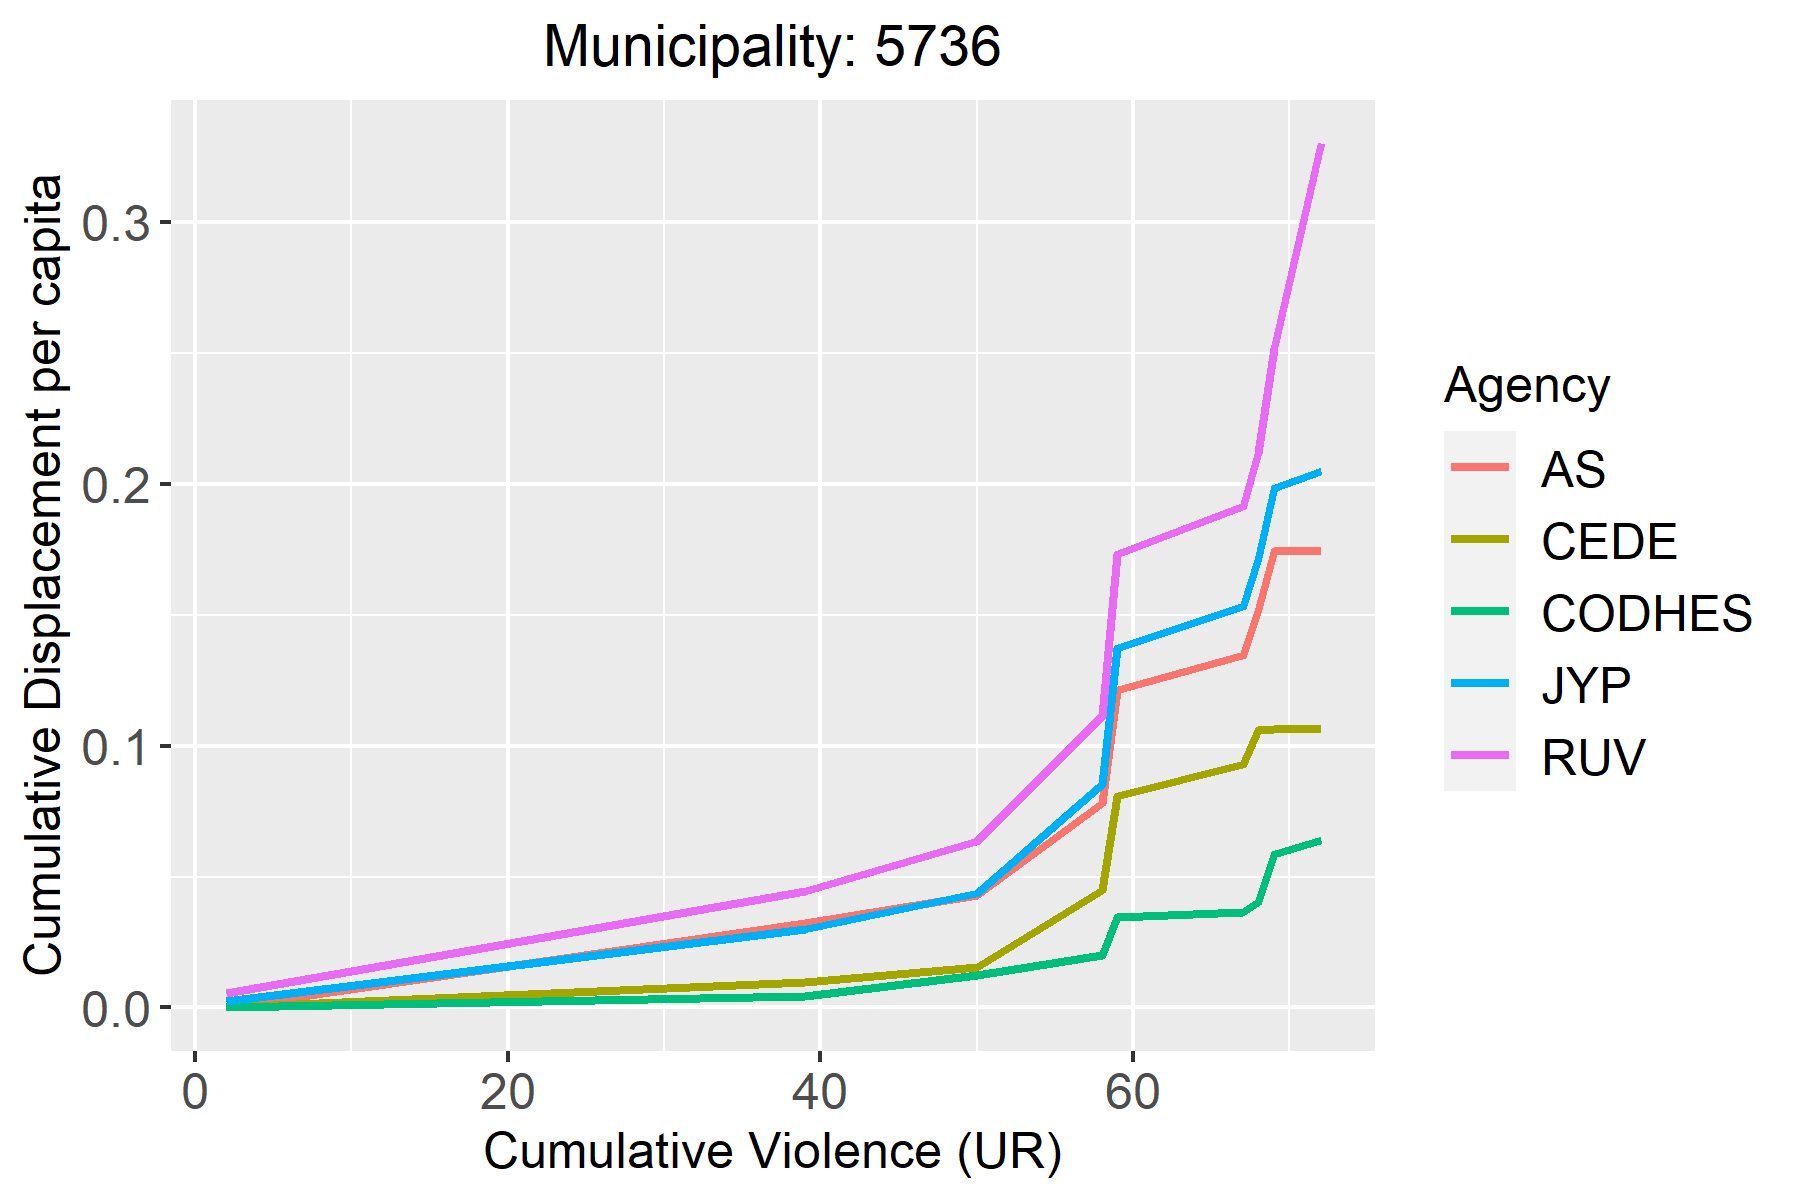 Municipality: 5736
Cumulative Displacement per capita
0.3
0.2
0.1
0.0
0
20
40
60
Cumulative Violence (UR)
Agency
AS
CEDE
CODHES
JYP
RUV